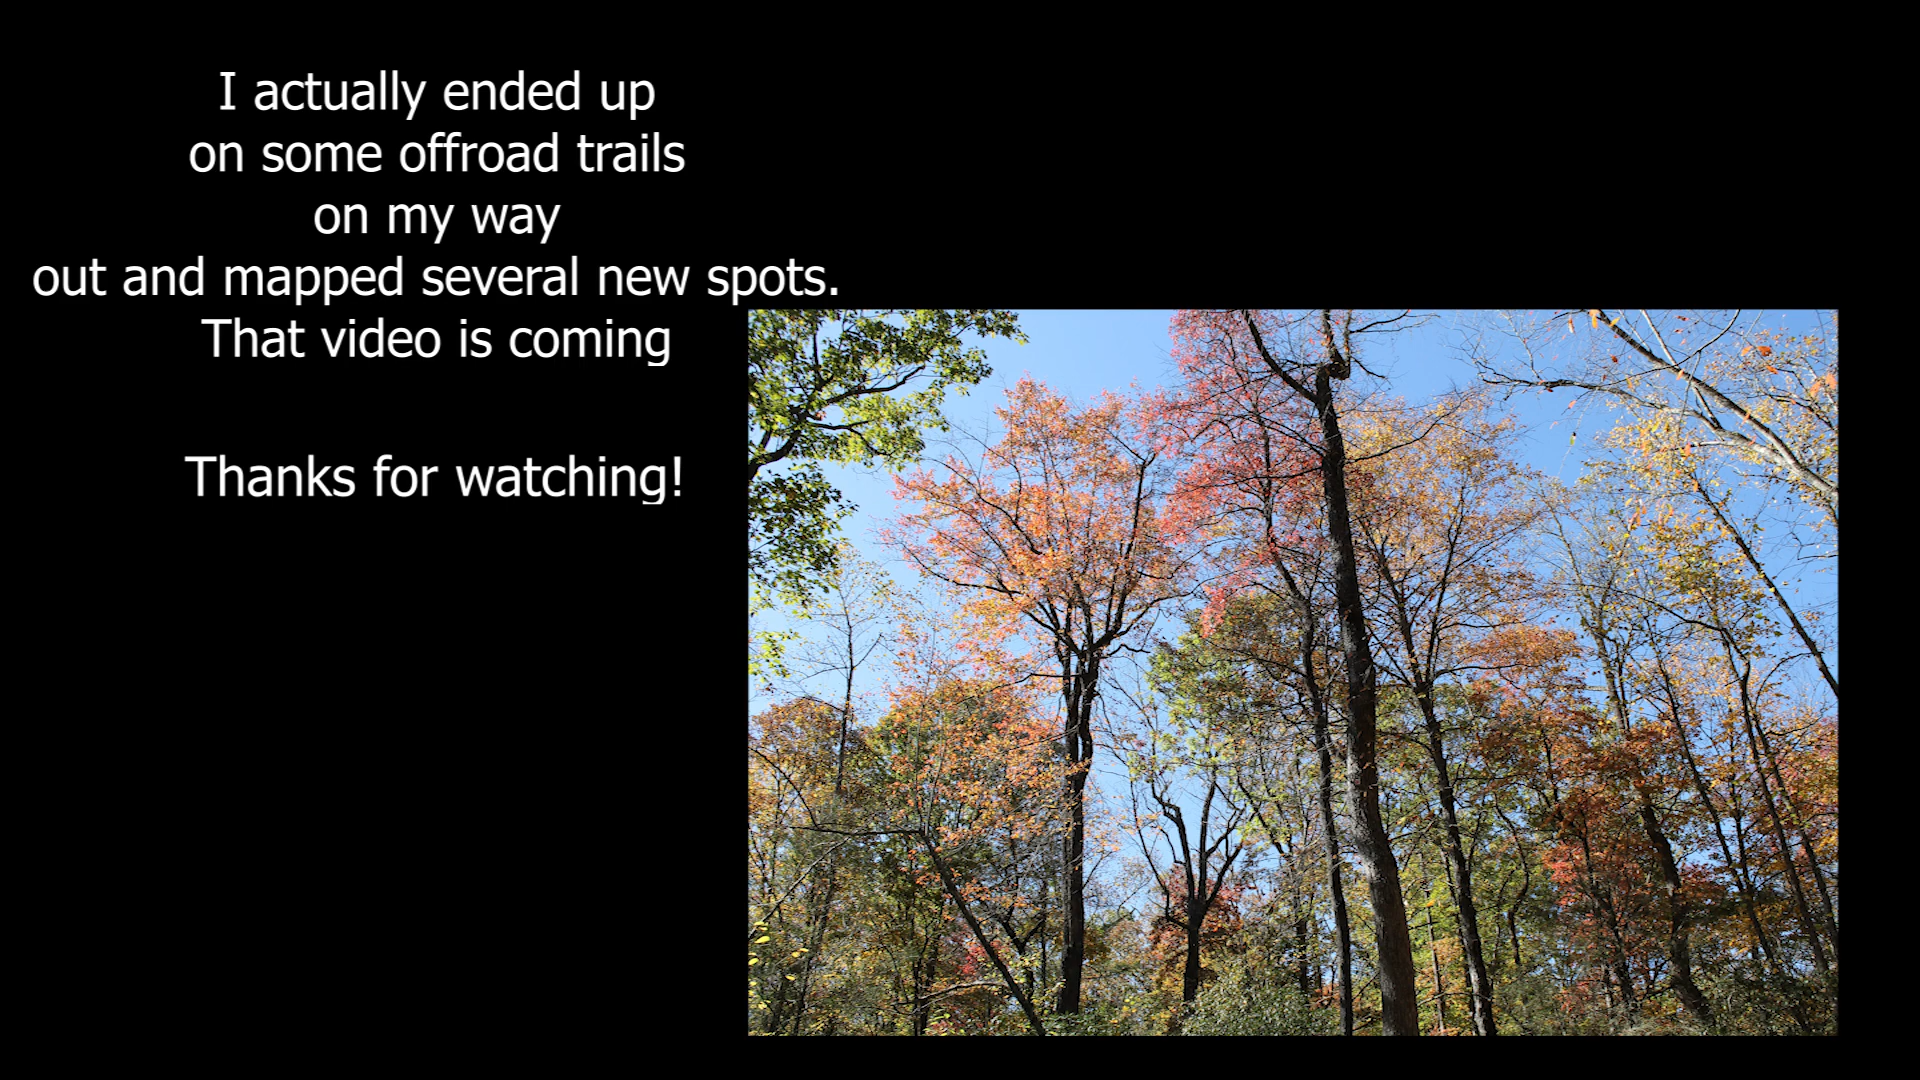 I actually ended up
on some offroad trails
on my way
out and mapped several new spots.
That video is coming
Thanks for watching!